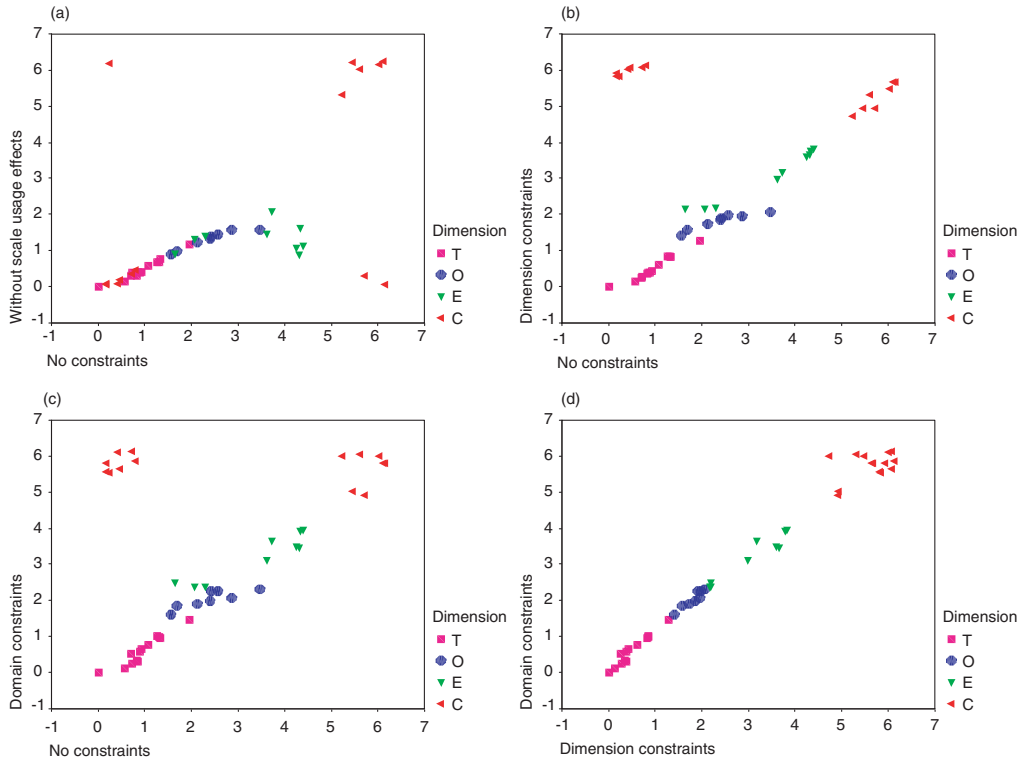 (a)
7
6
5
4
3
2
1
0
-1
Without scale usage effects
-1 0 1 2 3 4 5 6 7
No constraints
Dimension
T
O
E
C
(b)
7
6
5
4
3
2
1
0
-1
Dimension constraints
-1 0 1 2 3 4 5 6 7
No constraints
Dimension
T
O
E
C
(c)
7
6
5
4
3
2
1
0
-1
Domain constraints
-1 0 1 2 3 4 5 6 7
No constraints
Dimension
T
O
E
C
(d)
7
6
5
4
3
2
1
0
-1
Domain constraints
-1 0 1 2 3 4 5 6 7
Dimension constraints
Dimension
T
O
E
C